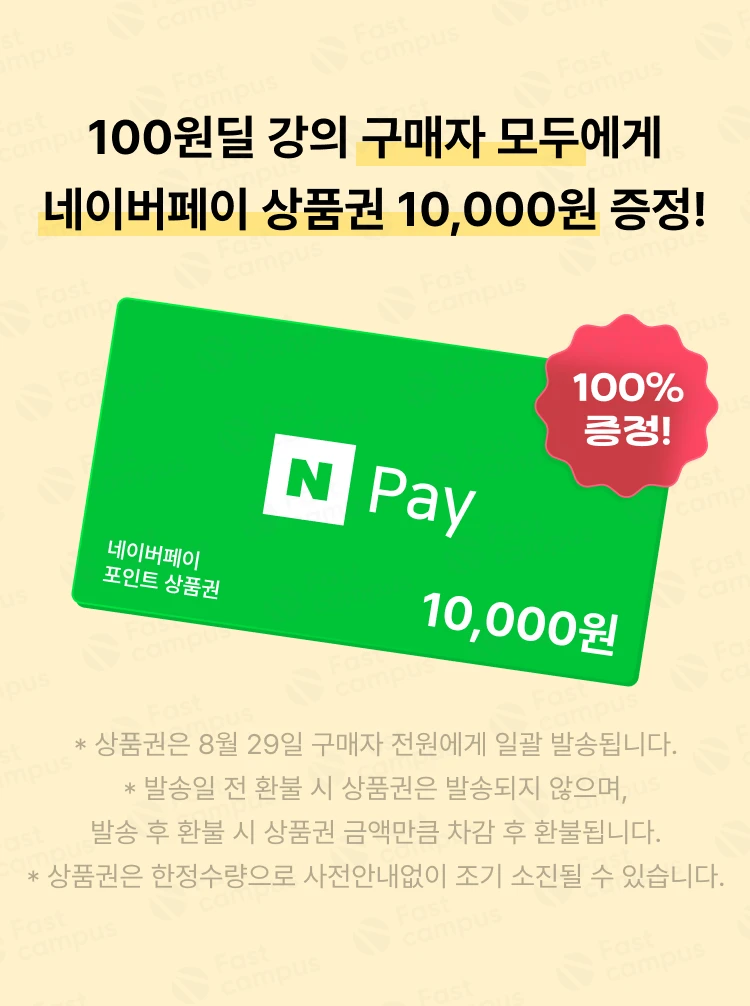 100원딜 강의 구매자 모두에게
네이버페이 상품권 10,000원 증정!
100%
증정!
N Pay
네이버페이
포인트 상품권
10,000원
* 상품권은 8월 29일 구매자 전원에게 일괄 발송됩니다.
* 발송일 전 환불 시 상품권은 발송되지 않으며,
발송 후 환불 시 상품권 금액만큼 차감 후 환불됩니다.
* 상품권은 한정수량으로 사전안내없이 조기 소진될 수 있습니다.
Fast
campus